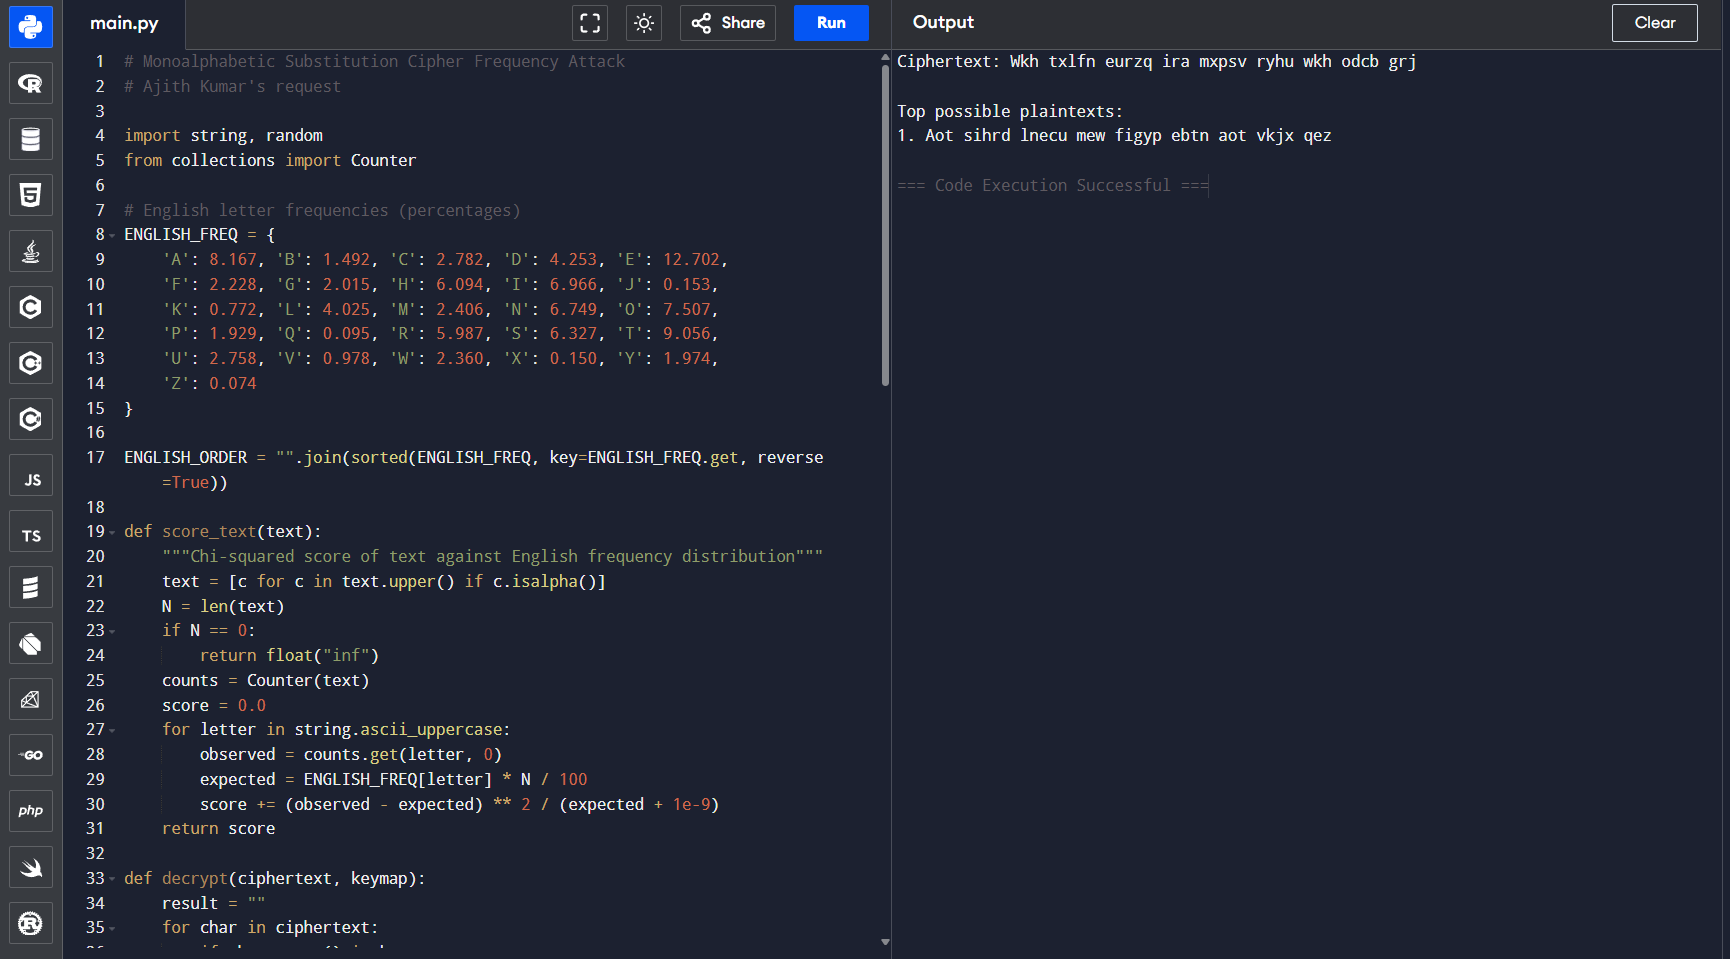 main.py
Share
Run
Output
Clear
1 # Monoalphabetic Substitution Cipher Frequency Attack
2 # Ajith Kumar's request
3
4 import string, random
5 from collections import Counter
6
7 # English letter frequencies (percentages)
8 ENGLISH_FREQ = {
9 'A': 8.167, 'B': 1.492, 'C': 2.782, 'D': 4.253, 'E': 12.702,
10 'F': 2.228, 'G': 2.015, 'H': 6.094, 'I': 6.966, 'J': 0.153,
11 'K': 0.772, 'L': 4.025, 'M': 2.406, 'N': 6.749, 'O': 7.507,
12 'P': 1.929, 'Q': 0.095, 'R': 5.987, 'S': 6.327, 'T': 9.056,
13 'U': 2.758, 'V': 0.978, 'W': 2.360, 'X': 0.150, 'Y': 1.974,
14 'Z': 0.074
15 }
16
17 ENGLISH_ORDER = "".join(sorted(ENGLISH_FREQ, key=ENGLISH_FREQ.get, reverse
=True))
18
19 def score_text(text):
20 """Chi-squared score of text against English frequency distribution"""
21 text = [c for c in text.upper() if c.isalpha()]
22 N = len(text)
23 if N == 0:
24 return float("inf")
25 counts = Counter(text)
26 score = 0.0
27 for letter in string.ascii_uppercase:
28 observed = counts.get(letter, 0)
29 expected = ENGLISH_FREQ[letter] * N / 100
30 score += (observed - expected) ** 2 / (expected + 1e-9)
31 return score
32
33 def decrypt(ciphertext, keymap):
34 result = ""
35 for char in ciphertext:
Ciphertext: Wkh txlfn eurzq ira mxpsv ryhu wkh odcb grj
Top possible plaintexts:
1. Aot sihrd lnecu mew figyp ebtn aot vkjx qez
=== Code Execution Successful ===
R
5
C
C
C
JS
TS
GO
php
R